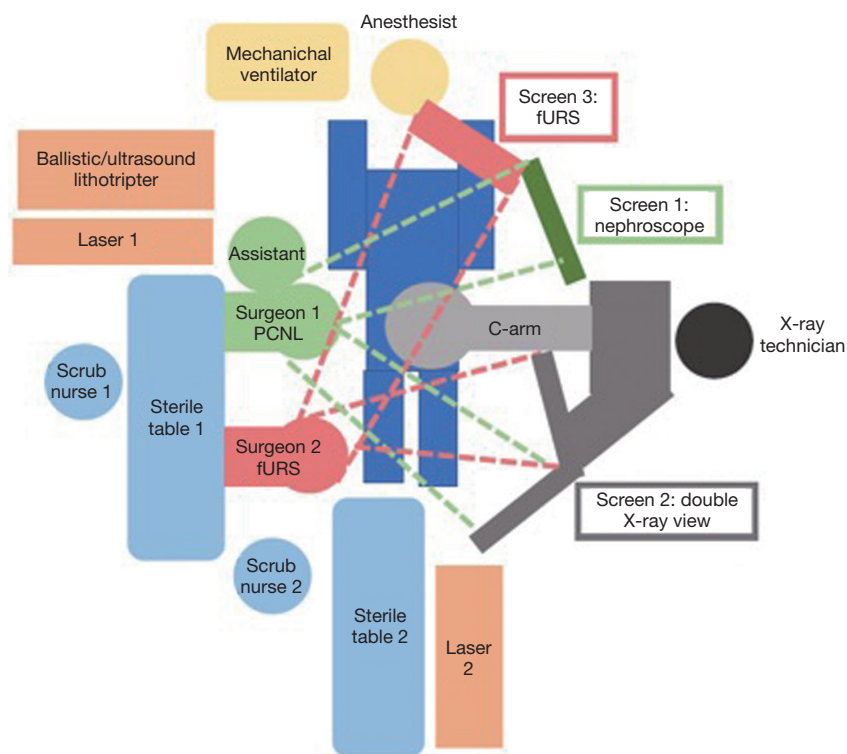 Anesthesist
Mechanichal
ventilator
Screen 3:
fURS
Ballistic/ultrasound
lithotripter
Screen 1:
nephroscope
Laser 1
Assistant
Surgeon 1
PCNL
C-arm
X-ray
technician
Scrub
nurse 1
Sterile
table 1
Surgeon 2
fURS
Screen 2: double
X-ray view
Scrub
nurse 2
Sterile
table 2
Laser
2